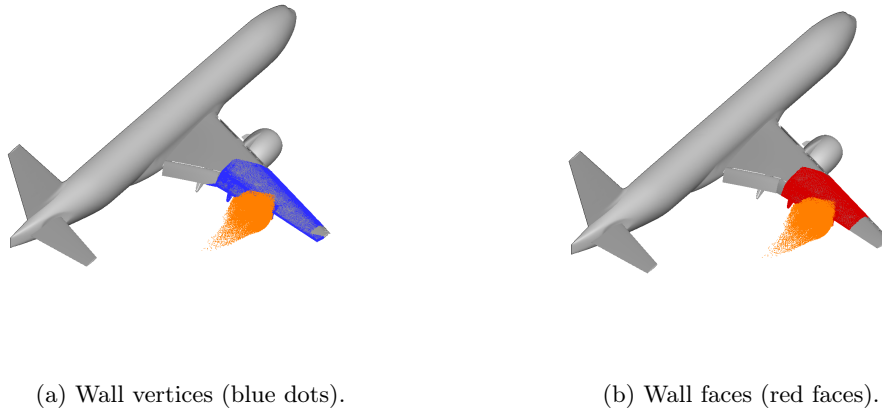 (a) Wall vertices (blue dots).
(b) Wall faces (red faces).